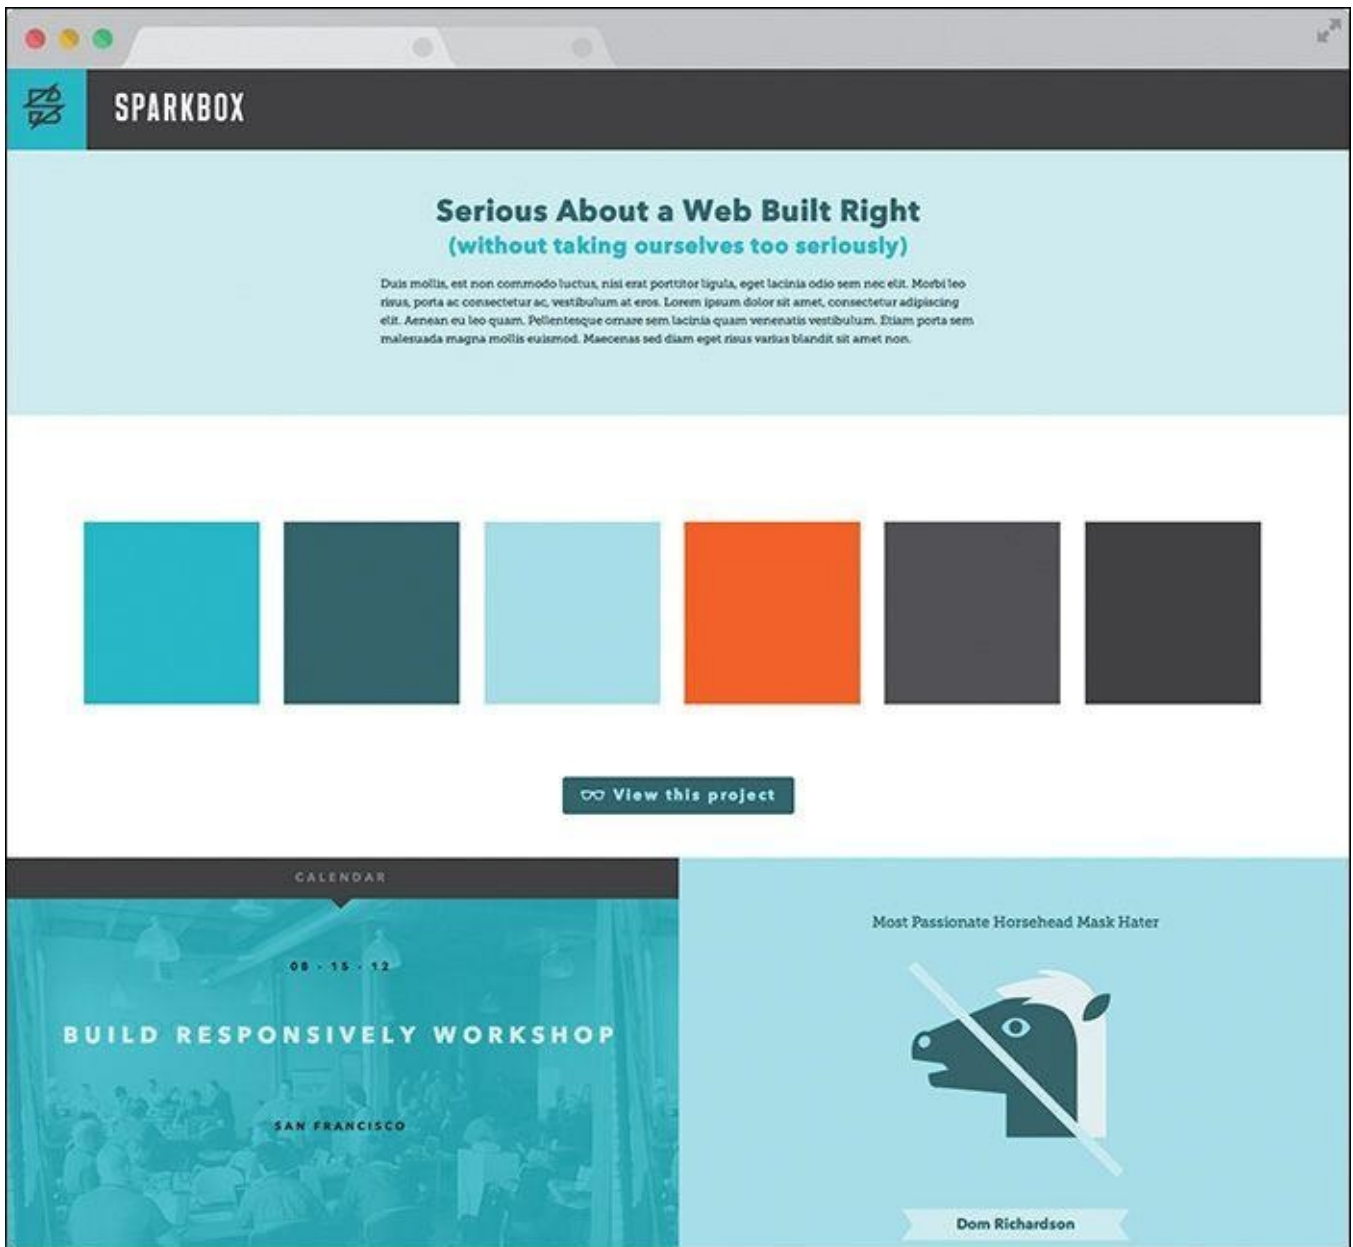 SPARKBOX
Serious About a Web Built Right
(without taking ourselves too seriously)
Duis mollis, est non commodo luctus, nisi erat porttitor ligula, eget lacinia odio sem nec elit. Morbi leo
risus, porta ac consectetur ac, vestibulum at eros. Lorem ipsum dolor sit amet, consectetur adipiscing
elit. Aenean eu leo quam. Pellentesque ornare sem lacinia quam venenatis vestibulum. Etiam porta sem
malesuada magna mollis euismod. Maecenas sed diam eget risus varius blandit sit amet non.
View this project
CALENDAR
08 - 15 - 12
BUILD RESPONSIVELY WORKSHOP
SAN FRANCISCO
Most Passionate Horsehead Mask Hater
Dom Richardson